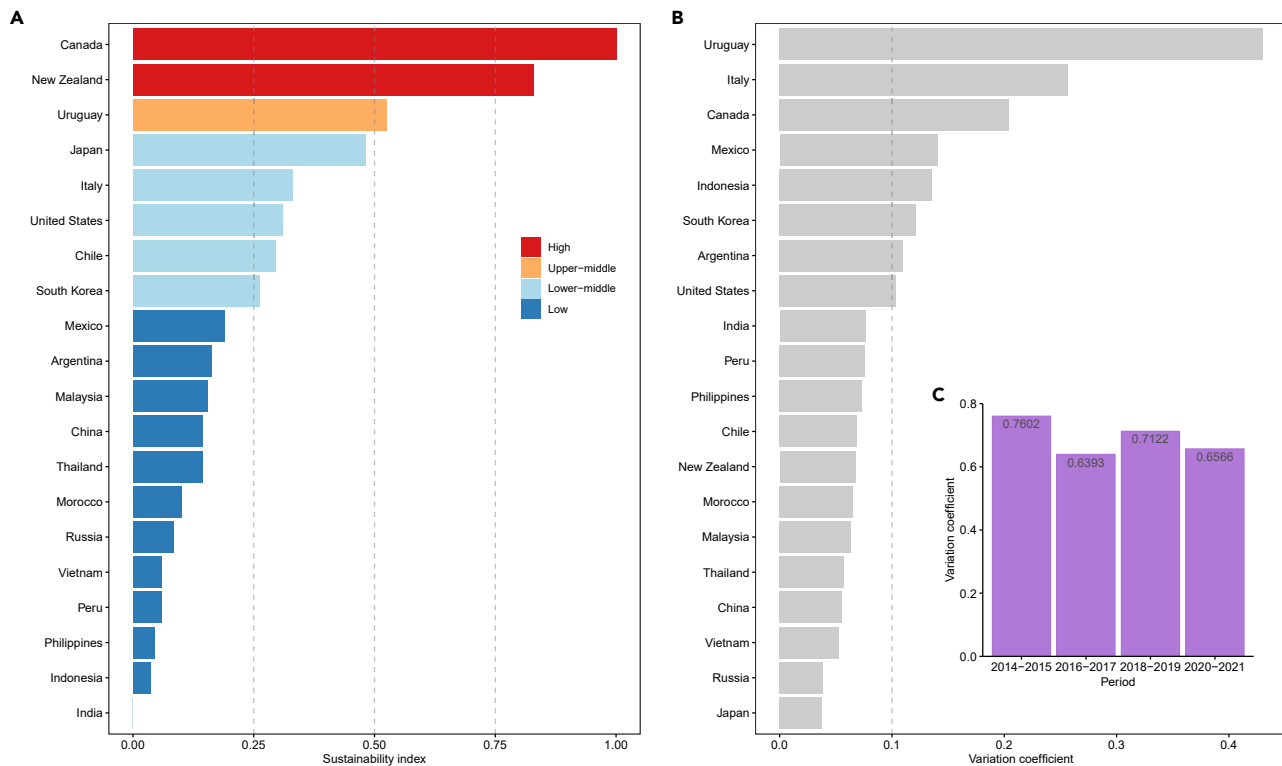 A
Canada
New Zealand
Uruguay
Japan
Italy
United States
Chile
South Korea
Mexico
Argentina
Malaysia
China
Thailand
Morocco
Russia
Vietnam
Peru
Philippines
Indonesia
India
High
Upper−middle
Lower−middle
Low
0.00 0.25 0.50 0.75 1.00
Sustainability index
B
Uruguay
Italy
Canada
Mexico
Indonesia
South Korea
Argentina
United States
India
Peru
Philippines
Chile
New Zealand
Morocco
Malaysia
Thailand
China
Vietnam
Russia
Japan
0.0 0.1 0.2 0.3 0.4
Variation coefficient
C
Variation coefficient
0.8
0.6
0.4
0.2
0.0
0.7602
0.6393
0.7122
0.6566
2014−2015 2016−2017 2018−2019 2020−2021
Period